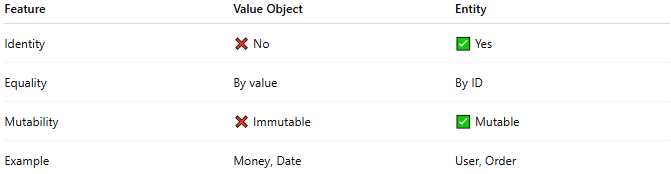 Feature Value Object Entity
Identity ❌ No ✅ Yes
Equality By value By ID
Mutability ❌ Immutable ✅ Mutable
Example Money, Date User, Order